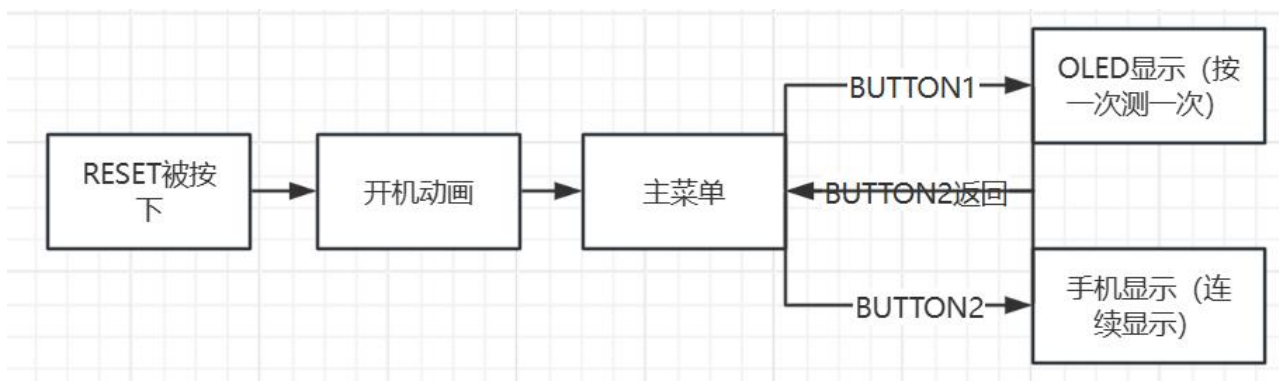 BUTTON1
OLED显示（按
一次测一次）
RESET被按
下
开机动画
主菜单
BUTTON2返回
BUTTON2
手机显示（连
续显示）